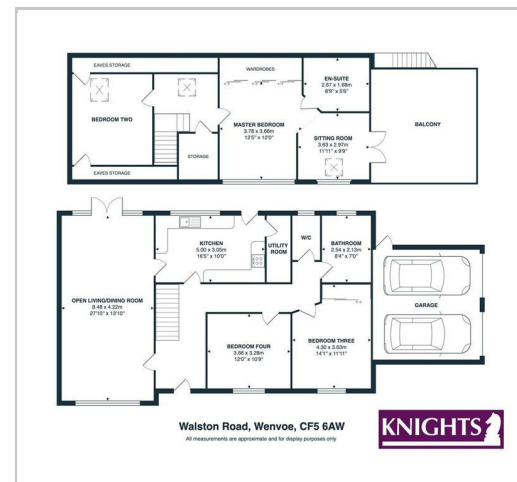 EAVES STORAGE
WARDROBES
EN-SUITE
2.67 x 1.68m
8'9" x 5'6"
BEDROOM TWO
MASTER BEDROOM
3.78 x 3.66m
12'5" x 12'0"
SITTING ROOM
3.63 x 2.97m
11'11" x 9'9"
BALCONY
STORAGE
EAVES STORAGE
KITCHEN
5.00 x 3.05m
16'5" x 10'0"
UTILITY
ROOM
W/C
BATHROOM
2.54 x 2.13m
8'4" x 7'0"
OPEN LIVING/DINING ROOM
8.48 x 4.22m
27'10" x 13'10"
GARAGE
BEDROOM FOUR
3.66 x 3.28m
12'0" x 10'9"
BEDROOM THREE
4.30 x 3.63m
14'1" x 11'11"
Walston Road, Wenvoe, CF5 6AW
All measurements are approximate and for display purposes only
KNIGHTS